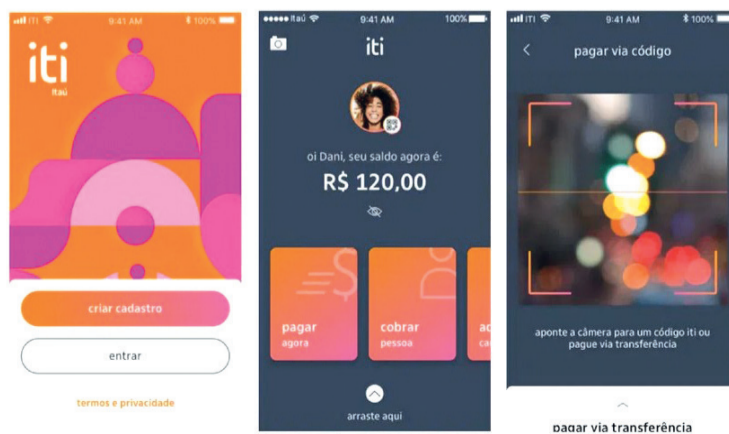 ITI 9:41 AM 100%
iti
Itaú
criar cadastro
entrar
termos e privacidade
Itaú 9:41 AM 100%
iti
oi Dani, seu saldo agora é:
R$ 120,00
pagar
agora
cobrar
pessoa
arraste aqui
ITI 9:41 AM 100%
pagar via código
aponte a câmera para um código iti ou
pague via transferência
pagar via transferência